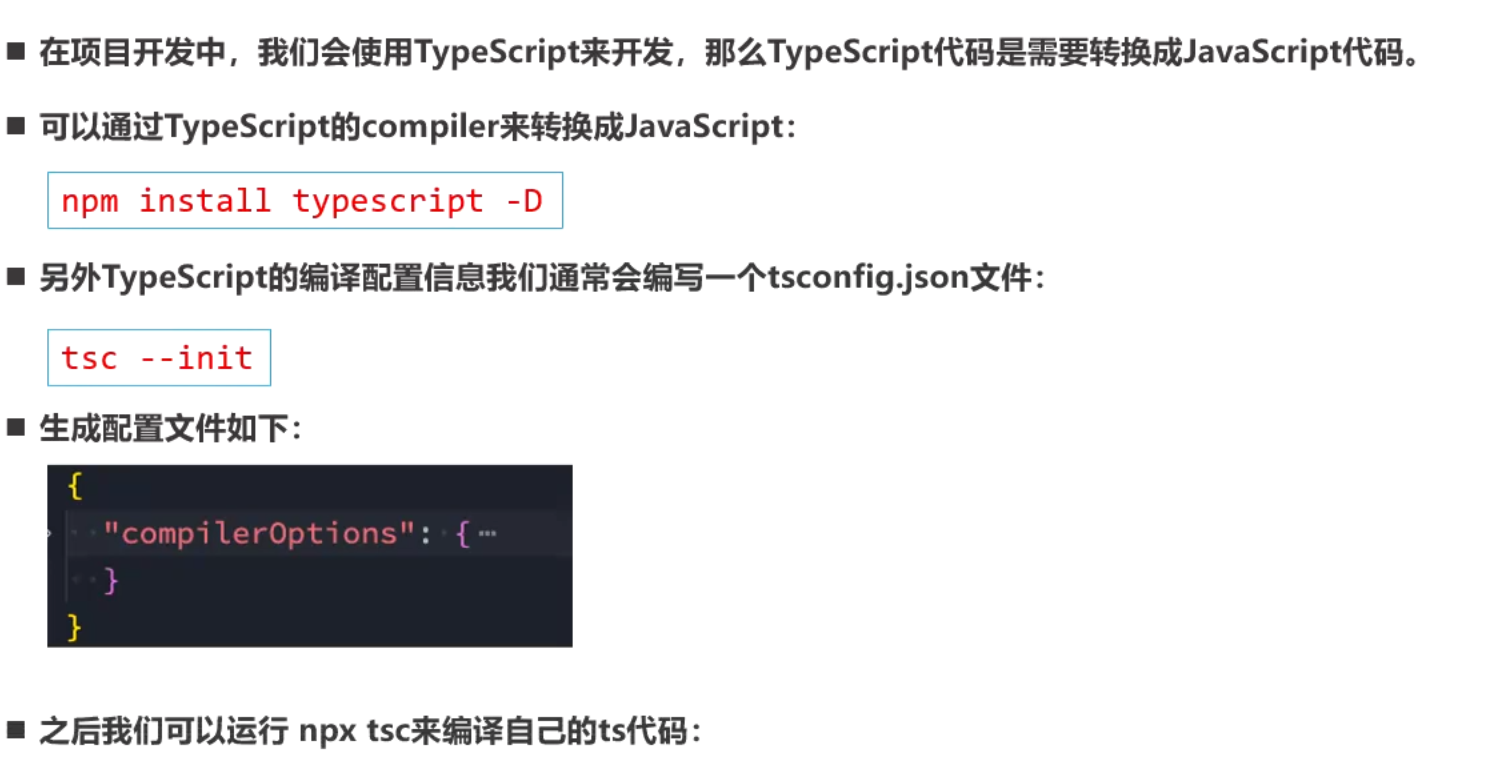 ■ 在项目开发中，我们会使用TypeScript来开发，那么TypeScript代码是需要转换成JavaScript代码。
■ 可以通过TypeScript的compiler来转换成JavaScript：
npm install typescript -D
■ 另外TypeScript的编译配置信息我们通常会编写一个tsconfig.json文件：
tsc --init
■ 生成配置文件如下：
{
"compilerOptions": {⋯
}
}
■ 之后我们可以运行 npx tsc来编译自己的ts代码：